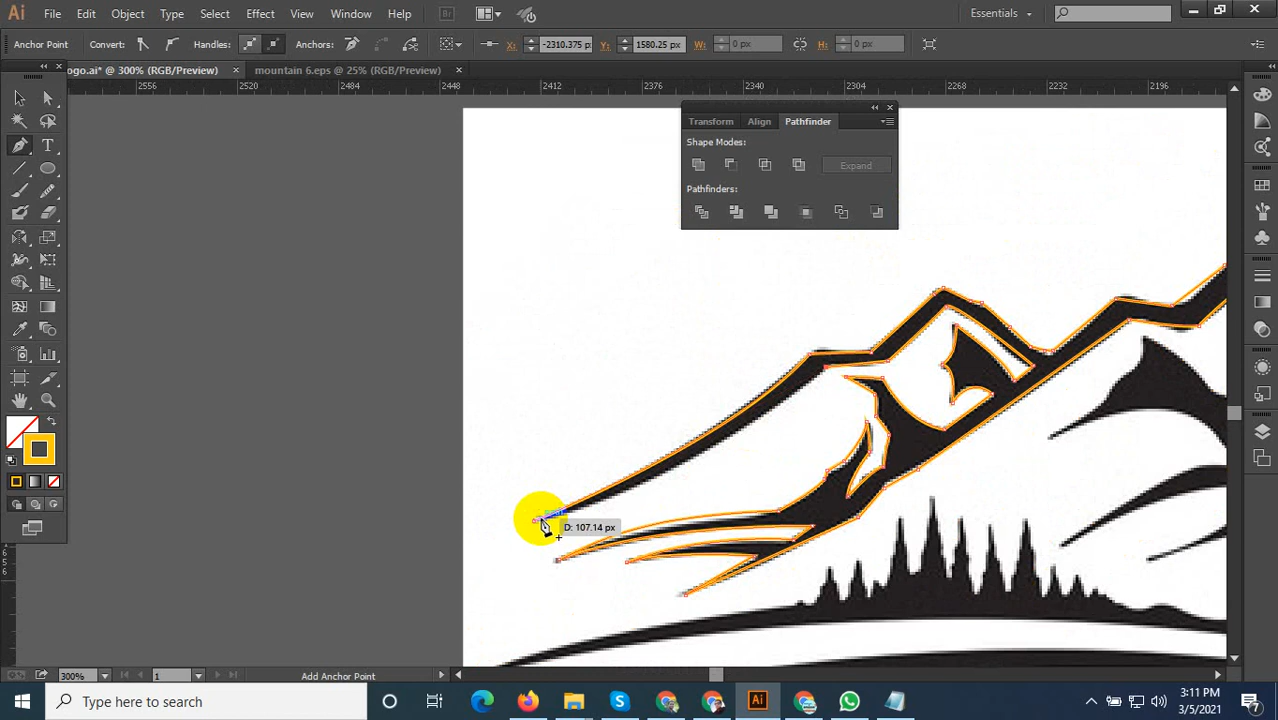 Ai File Edit Object Type Select Effect View Window Help Br Essentials
Anchor Point Convert: Handles: Anchors: X: -2310.375 px Y: 1580.25 px W: 0 px H: 0 px
ogo.ai* @ 300% (RGB/Preview) × mountain 6.eps @ 25% (RGB/Preview) ×
2556 2520 2484 2448 2412 2376 2340 2304 2268 2232 2196
Transform Align Pathfinder
Shape Modes:
Expand
Pathfinders:
D: 107.14 px
300% 1 Add Anchor Point
Type here to search
3:11 PM
3/5/2021